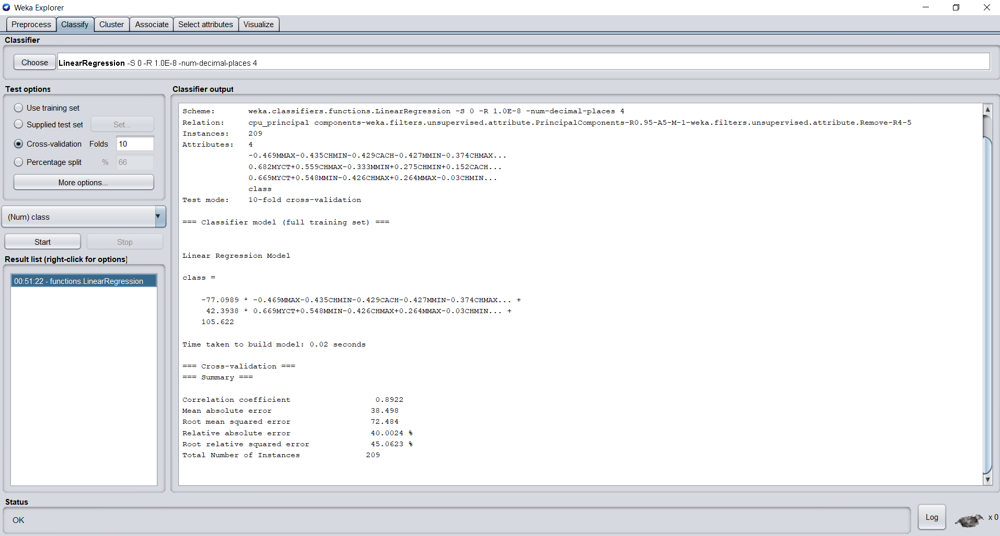 Weka Explorer
Preprocess Classify Cluster Associate Select attributes Visualize
Classifier
Choose LinearRegression -S 0 -R 1.0E-8 -num-decimal-places 4
Test options
Use training set
Supplied test set Set...
Cross-validation Folds 10
Percentage split % 66
More options...
(Num) class
Start Stop
Result list (right-click for options)
00:51:22 - functions.LinearRegression
Classifier output
Scheme: weka.classifiers.functions.LinearRegression -S 0 -R 1.0E-8 -num-decimal-places 4
Relation: cpu_principal components-weka.filters.unsupervised.attribute.PrincipalComponents-R0.95-A5-M-1-weka.filters.unsupervised.attribute.Remove-R4-5
Instances: 209
Attributes: 4
-0.469MMAX-0.435CHMIN-0.429CACH-0.427MMIN-0.374CHMAX...
0.682MYCT+0.559CHMAX-0.333MMIN+0.275CHMIN+0.152CACH...
0.669MYCT+0.548MMIN-0.426CHMAX+0.264MMAX-0.03CHMIN...
class
Test mode: 10-fold cross-validation
=== Classifier model (full training set) ===
Linear Regression Model
class =
-77.0989 * -0.469MMAX-0.435CHMIN-0.429CACH-0.427MMIN-0.374CHMAX... +
42.3938 * 0.669MYCT+0.548MMIN-0.426CHMAX+0.264MMAX-0.03CHMIN... +
105.622
Time taken to build model: 0.02 seconds
=== Cross-validation ===
=== Summary ===
Correlation coefficient 0.8922
Mean absolute error 38.498
Root mean squared error 72.484
Relative absolute error 40.0024 %
Root relative squared error 45.0623 %
Total Number of Instances 209
Status
OK
Log
x 0